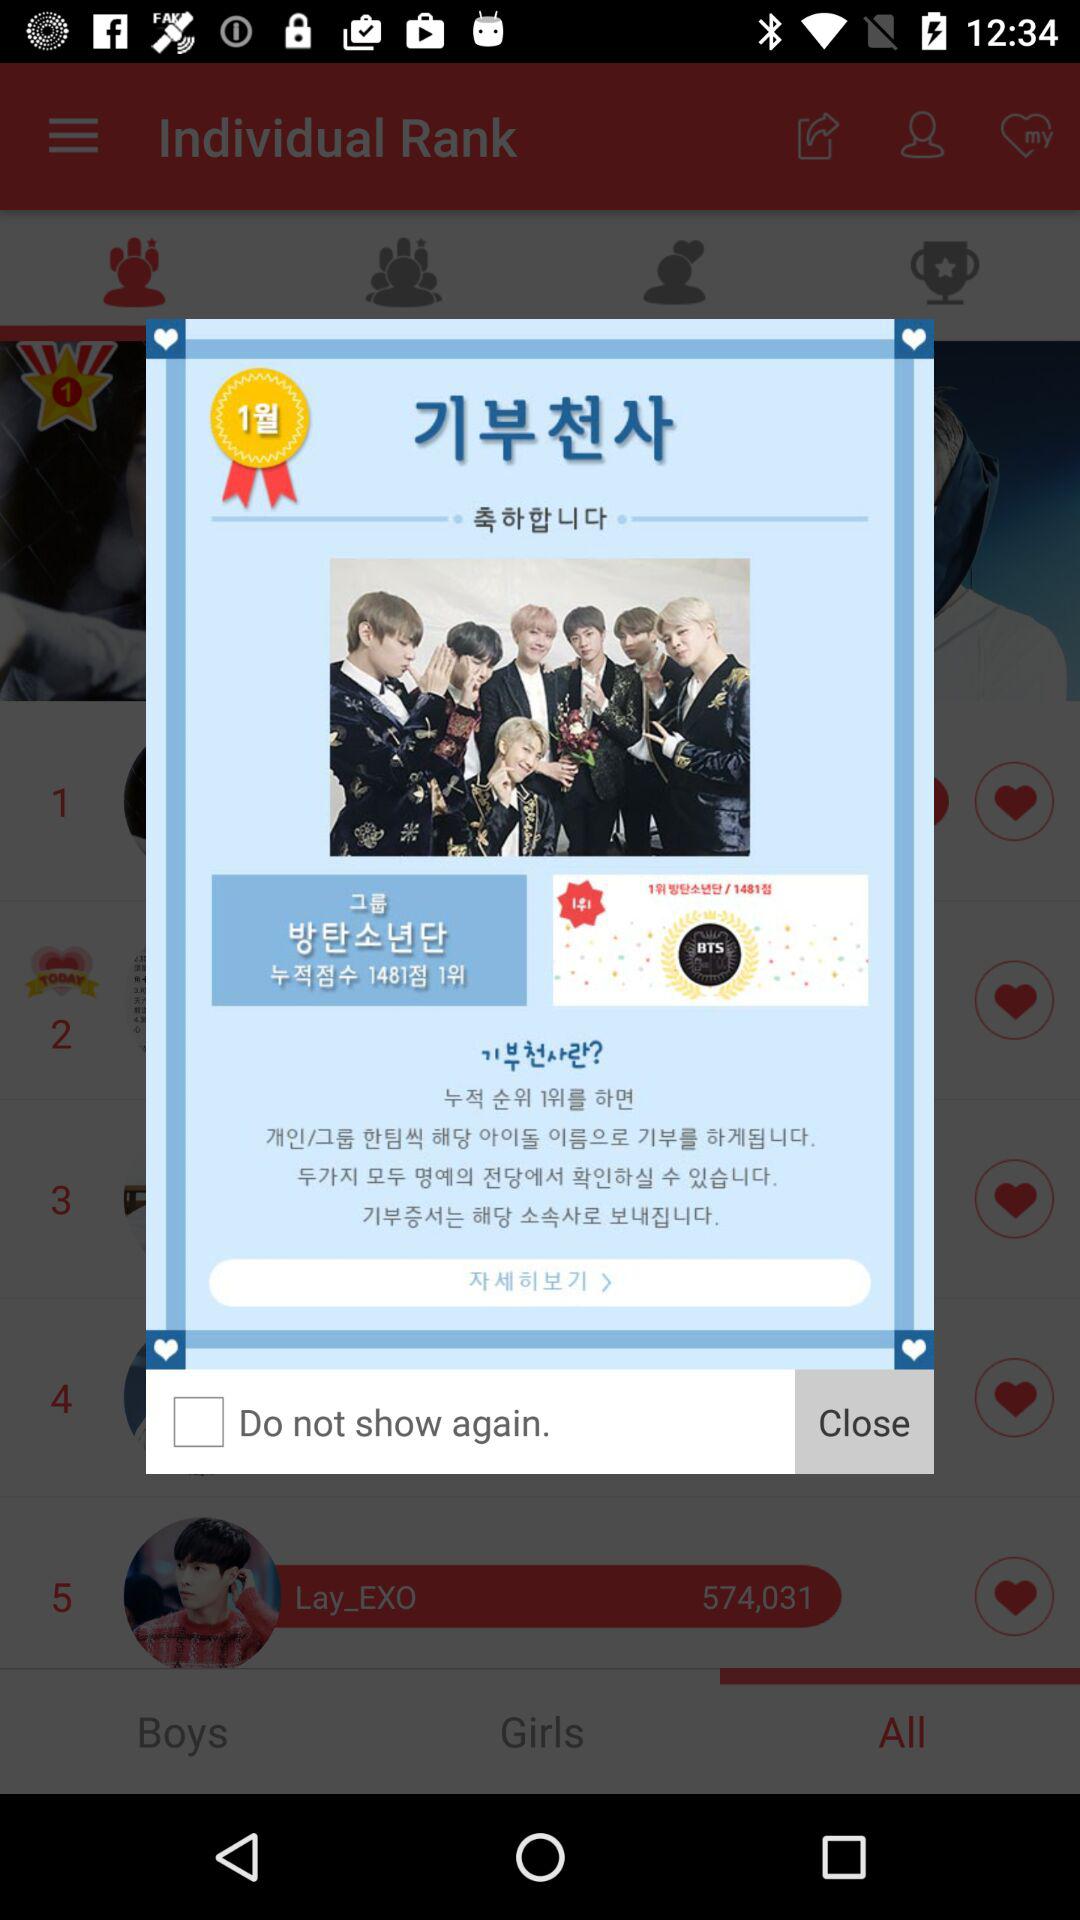 FAKE
12:34
Individual Rank
my
1
1월
기부천사
축하합니다
그룹
방탄소년단
누적점수 1481점 1위
1위
1위 방탄소년단 / 1481점
BTS
기부천사란?
누적 순위 1위를 하면
개인/그룹 한팀씩 해당 아이돌 이름으로 기부를 하게됩니다.
두가지 모두 명예의 전당에서 확인하실 수 있습니다.
기부증서는 해당 소속사로 보내집니다.
자세히보기 >
Do not show again.
Close
1
TODAY
2
3
4
5
Lay_EXO
574,031
Boys
Girls
All